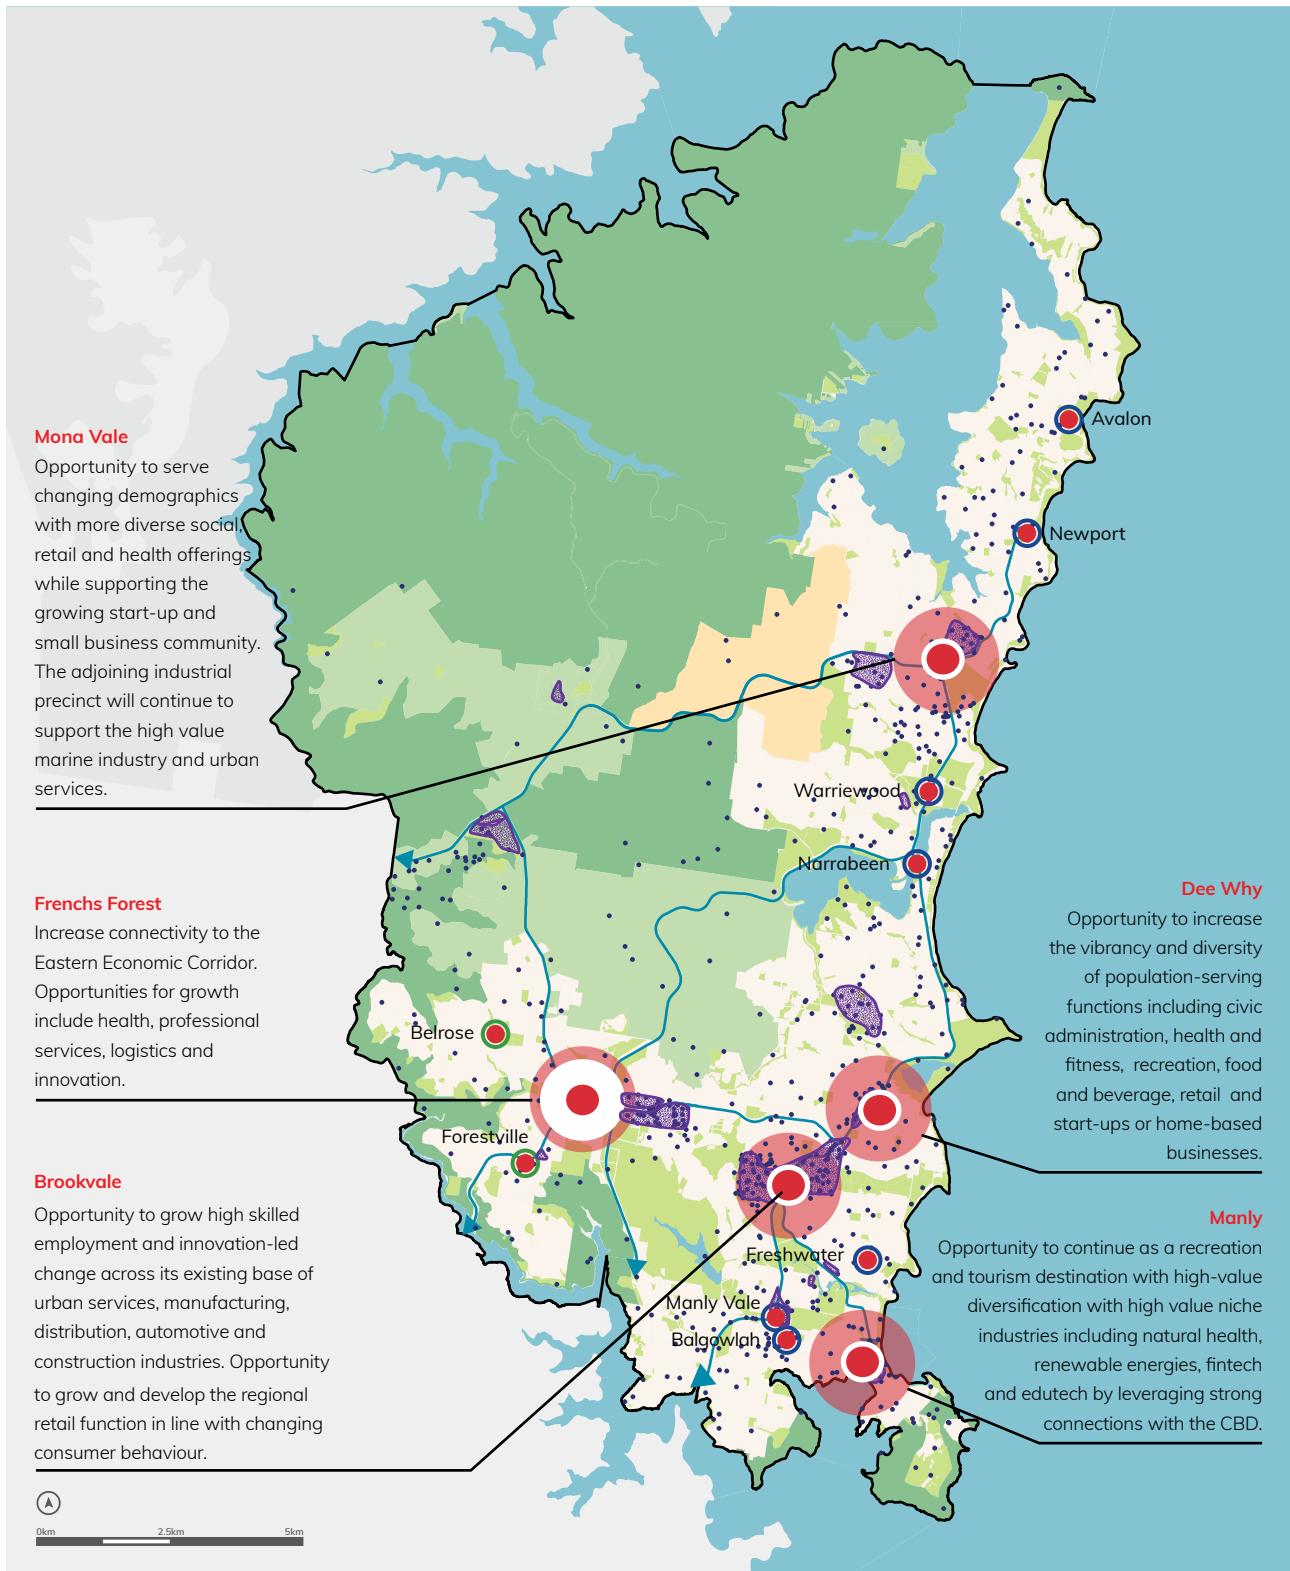 Avalon
Newport
Mona Vale
Opportunity to serve
changing demographics
with more diverse social,
retail and health offerings
while supporting the
growing start-up and
small business community.
The adjoining industrial
precinct will continue to
support the high value
marine industry and urban
services.
Warriewood
Narrabeen
Frenchs Forest
Increase connectivity to the
Eastern Economic Corridor.
Opportunities for growth
include health, professional
services, logistics and
innovation.
Dee Why
Opportunity to increase
the vibrancy and diversity
of population-serving
functions including civic
administration, health and
fitness, recreation, food
and beverage, retail and
start-ups or home-based
businesses.
Belrose
Forestville
Brookvale
Opportunity to grow high skilled
employment and innovation-led
change across its existing base of
urban services, manufacturing,
distribution, automotive and
construction industries. Opportunity
to grow and develop the regional
retail function in line with changing
consumer behaviour.
Freshwater
Manly Vale
Balgowlah
Manly
Opportunity to continue as a recreation
and tourism destination with high-value
diversification with high value niche
industries including natural health,
renewable energies, fintech
and edutech by leveraging strong
connections with the CBD.
0km 2.5km 5km